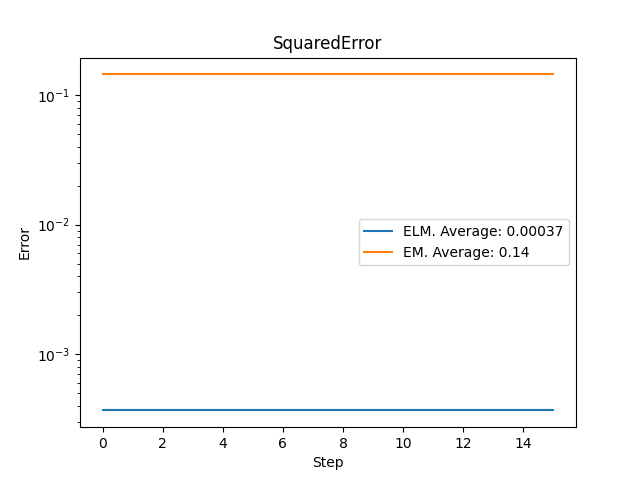 SquaredError
Error
10⁻¹
10⁻²
10⁻³
ELM. Average: 0.00037
EM. Average: 0.14
0 2 4 6 8 10 12 14
Step